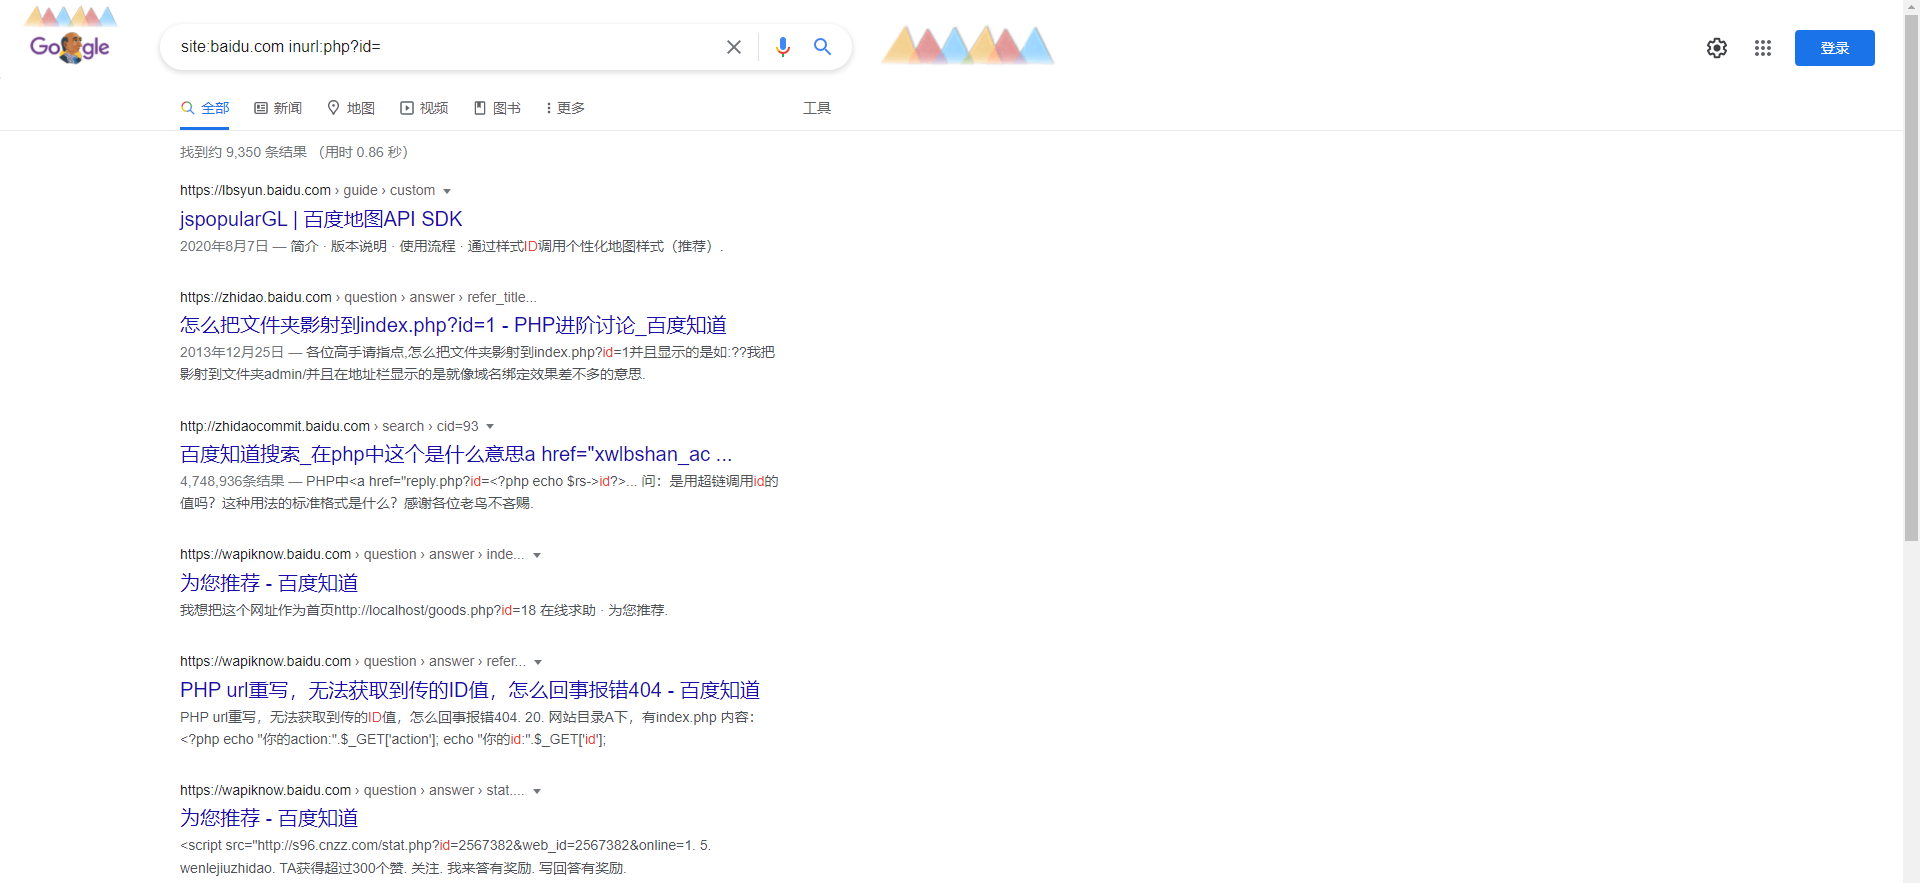 Google
site:baidu.com inurl:php?id=
登录
全部 新闻 地图 视频 图书 更多 工具
找到约 9,350 条结果 （用时 0.86 秒）
https://lbsyun.baidu.com › guide › custom
jspopularGL | 百度地图API SDK
2020年8月7日 — 简介 · 版本说明 · 使用流程 · 通过样式ID调用个性化地图样式（推荐）.
https://zhidao.baidu.com › question › answer › refer_title...
怎么把文件夹影射到index.php?id=1 - PHP进阶讨论_百度知道
2013年12月25日 — 各位高手请指点,怎么把文件夹影射到index.php?id=1并且显示的是如:??我把
影射到文件夹admin/并且在地址栏显示的是就像域名绑定效果差不多的意思.
http://zhidaocommit.baidu.com › search › cid=93
百度知道搜索_在php中这个是什么意思a href="xwlbshan_ac ...
4,748,936条结果 — PHP中<a href="reply.php?id=<?php echo $rs->id?>... 问：是用超链调用id的
值吗？这种用法的标准格式是什么？感谢各位老鸟不吝赐.
https://wapiknow.baidu.com › question › answer › inde...
为您推荐 - 百度知道
我想把这个网址作为首页http://localhost/goods.php?id=18 在线求助 · 为您推荐.
https://wapiknow.baidu.com › question › answer › refer...
PHP url重写，无法获取到传的ID值，怎么回事报错404 - 百度知道
PHP url重写，无法获取到传的ID值，怎么回事报错404. 20. 网站目录A下，有index.php 内容：
<?php echo "你的action:".$_GET['action']; echo "你的id:".$_GET['id'];
https://wapiknow.baidu.com › question › answer › stat....
为您推荐 - 百度知道
<script src="http://s96.cnzz.com/stat.php?id=2567382&web_id=2567382&online=1. 5.
wenlejiuzhidao. TA获得超过300个赞. 关注. 我来答有奖励. 写回答有奖励.